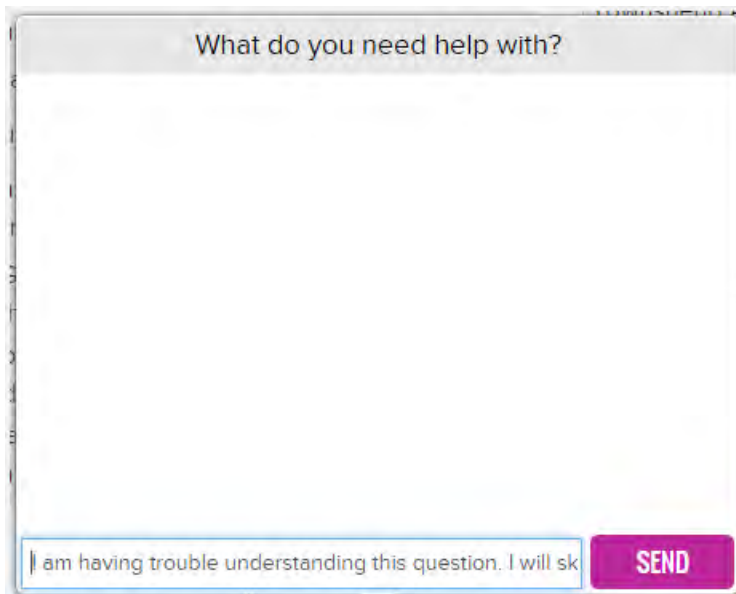 What do you need help with?
I am having trouble understanding this question. I will sk
SEND